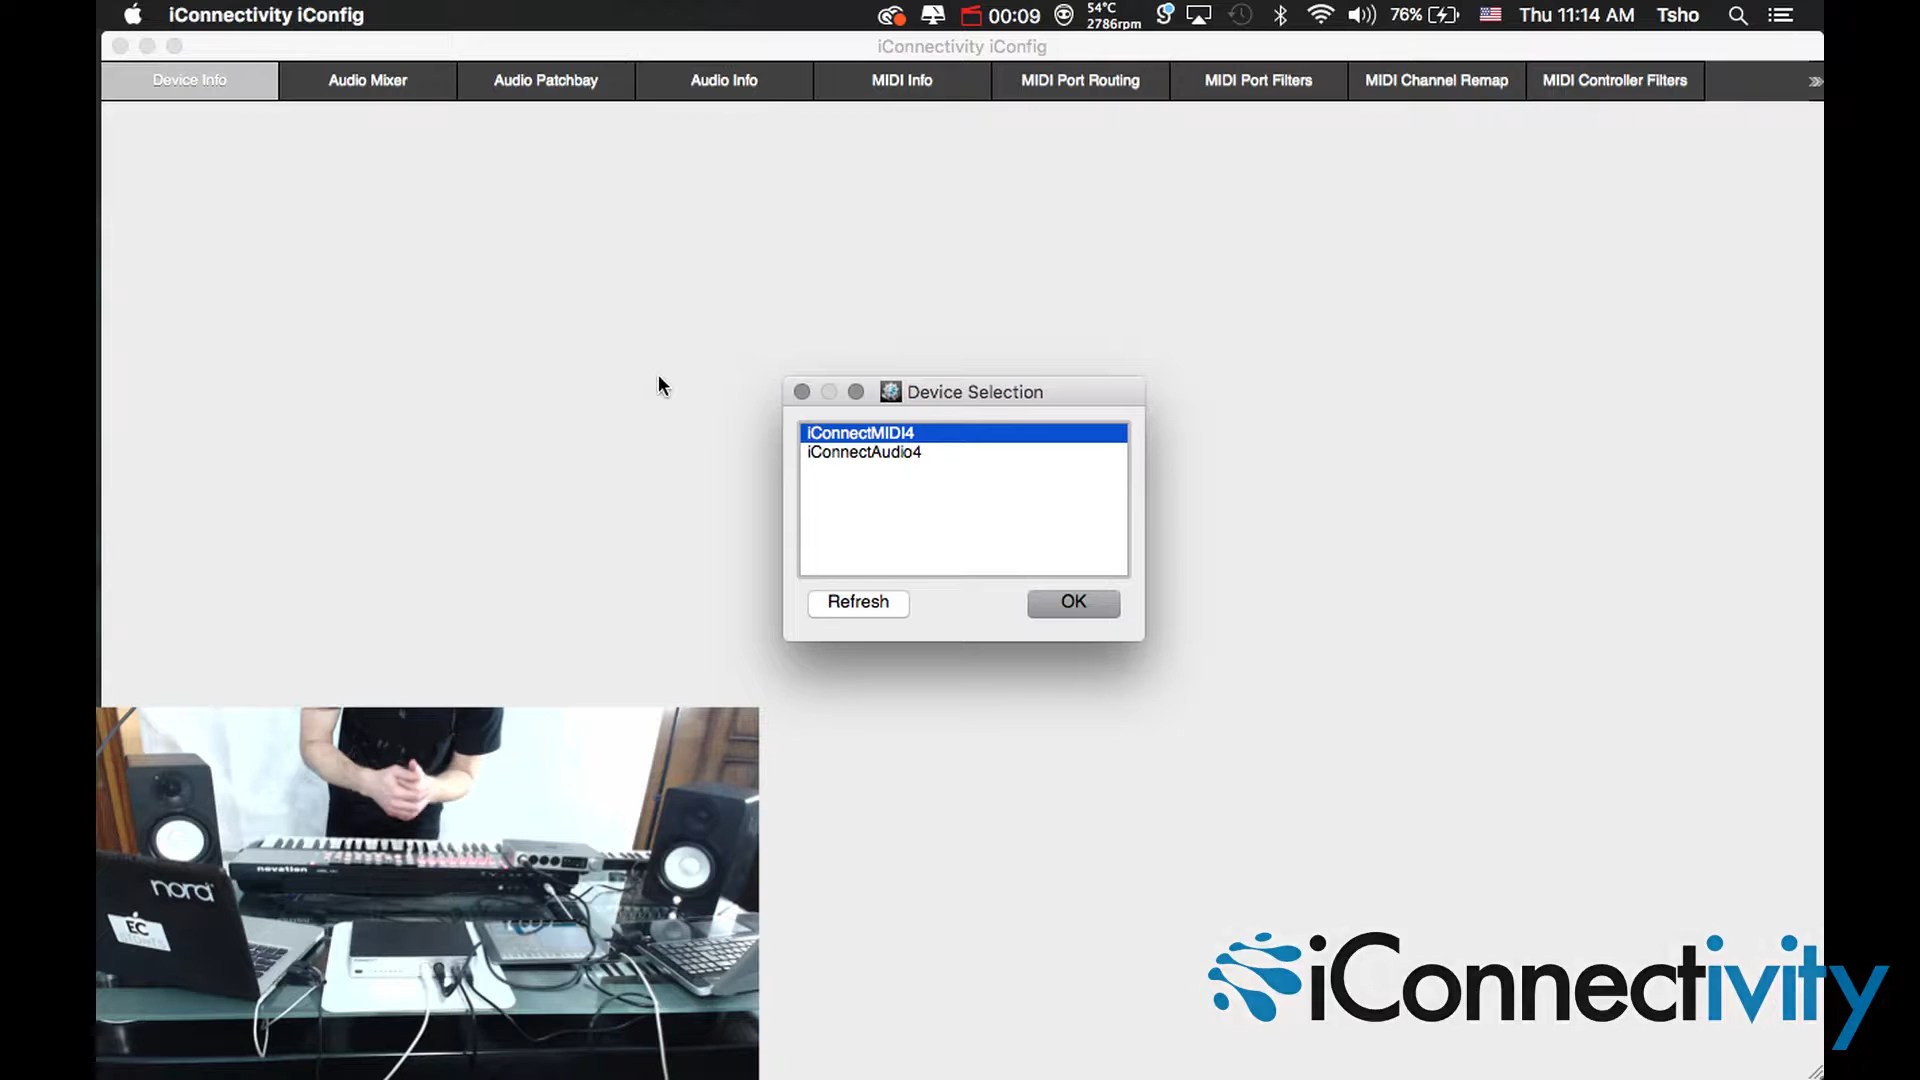 iConnectivity iConfig
00:09
54°C
2786rpm
76%
Thu 11:14 AM
Tsho
iConnectivity iConfig
Device Info
Audio Mixer
Audio Patchbay
Audio Info
MIDI Info
MIDI Port Routing
MIDI Port Filters
MIDI Channel Remap
MIDI Controller Filters
Device Selection
iConnectMIDI4
iConnectAudio4
Refresh
OK
novation
nord
EC
iConnectivity